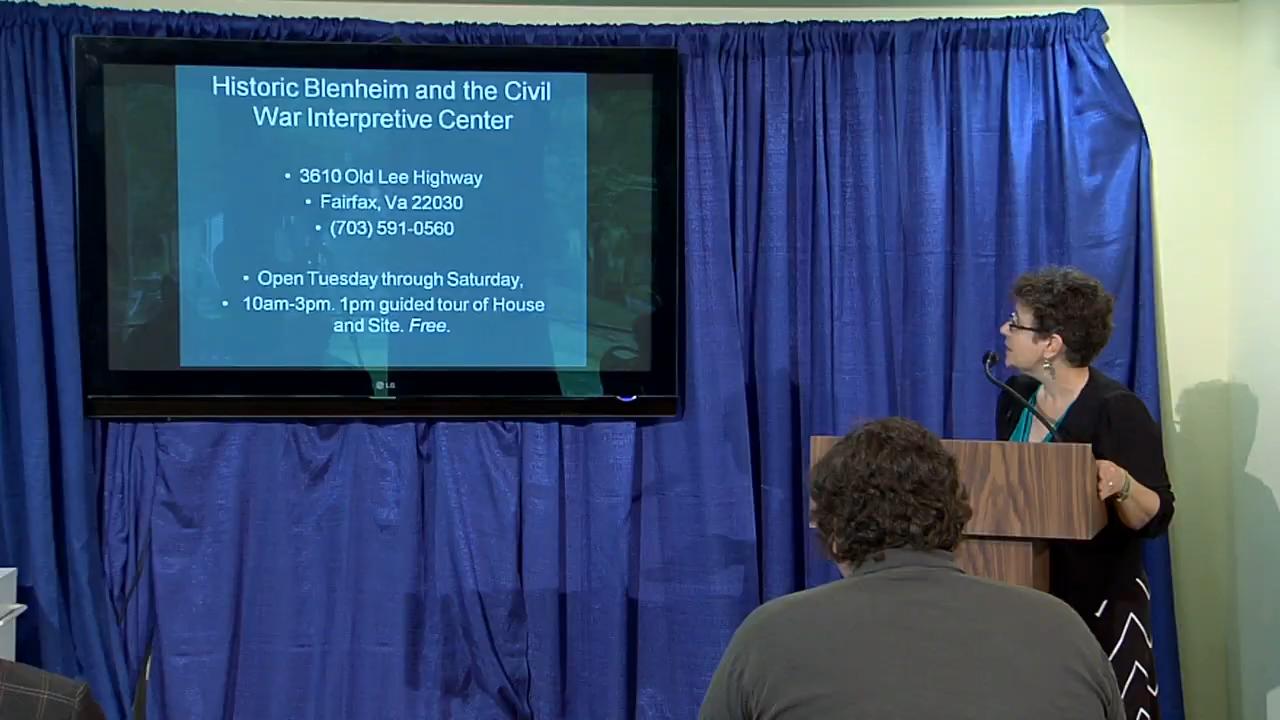 Historic Blenheim and the Civil
War Interpretive Center
• 3610 Old Lee Highway
• Fairfax, Va 22030
• (703) 591-0560
• Open Tuesday through Saturday,
• 10am-3pm. 1pm guided tour of House
and Site. Free.
LG